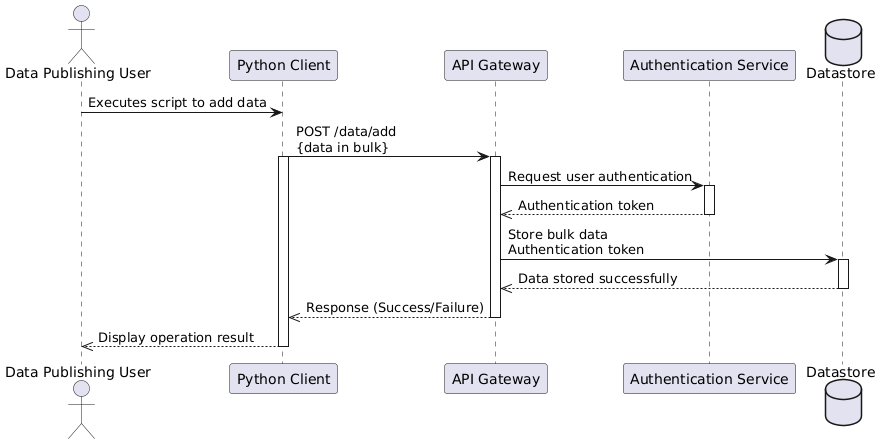 Data Publishing User
Python Client
API Gateway
Authentication Service
Datastore
Executes script to add data
POST /data/add
{data in bulk}
Request user authentication
Authentication token
Store bulk data
Authentication token
Data stored successfully
Response (Success/Failure)
Display operation result
Data Publishing User
Python Client
API Gateway
Authentication Service
Datastore